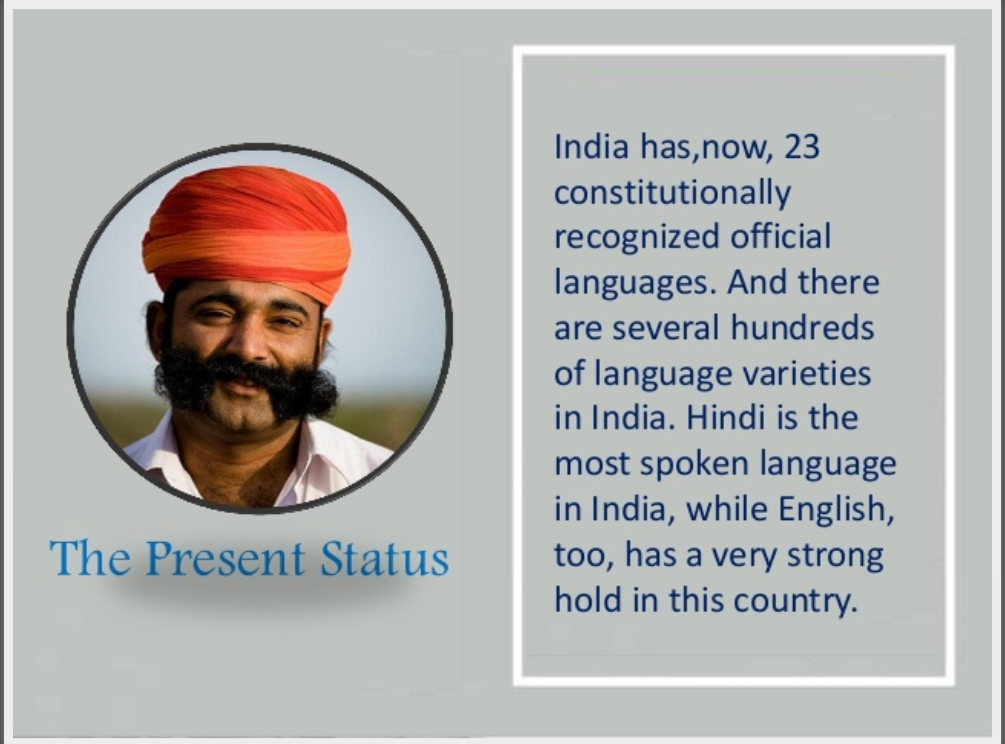 The Present Status
India has,now, 23
constitutionally
recognized official
languages. And there
are several hundreds
of language varieties
in India. Hindi is the
most spoken language
in India, while English,
too, has a very strong
hold in this country.